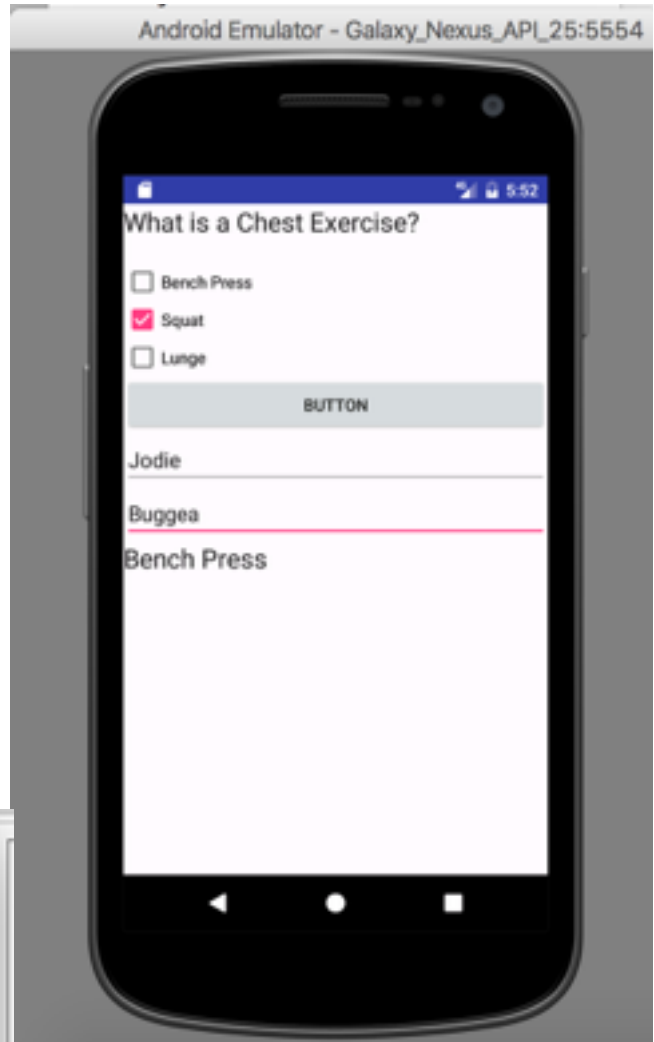 Android Emulator - Galaxy_Nexus_API_25:5554
5:52
What is a Chest Exercise?
Bench Press
Squat
Lunge
BUTTON
Jodie
Buggea
Bench Press